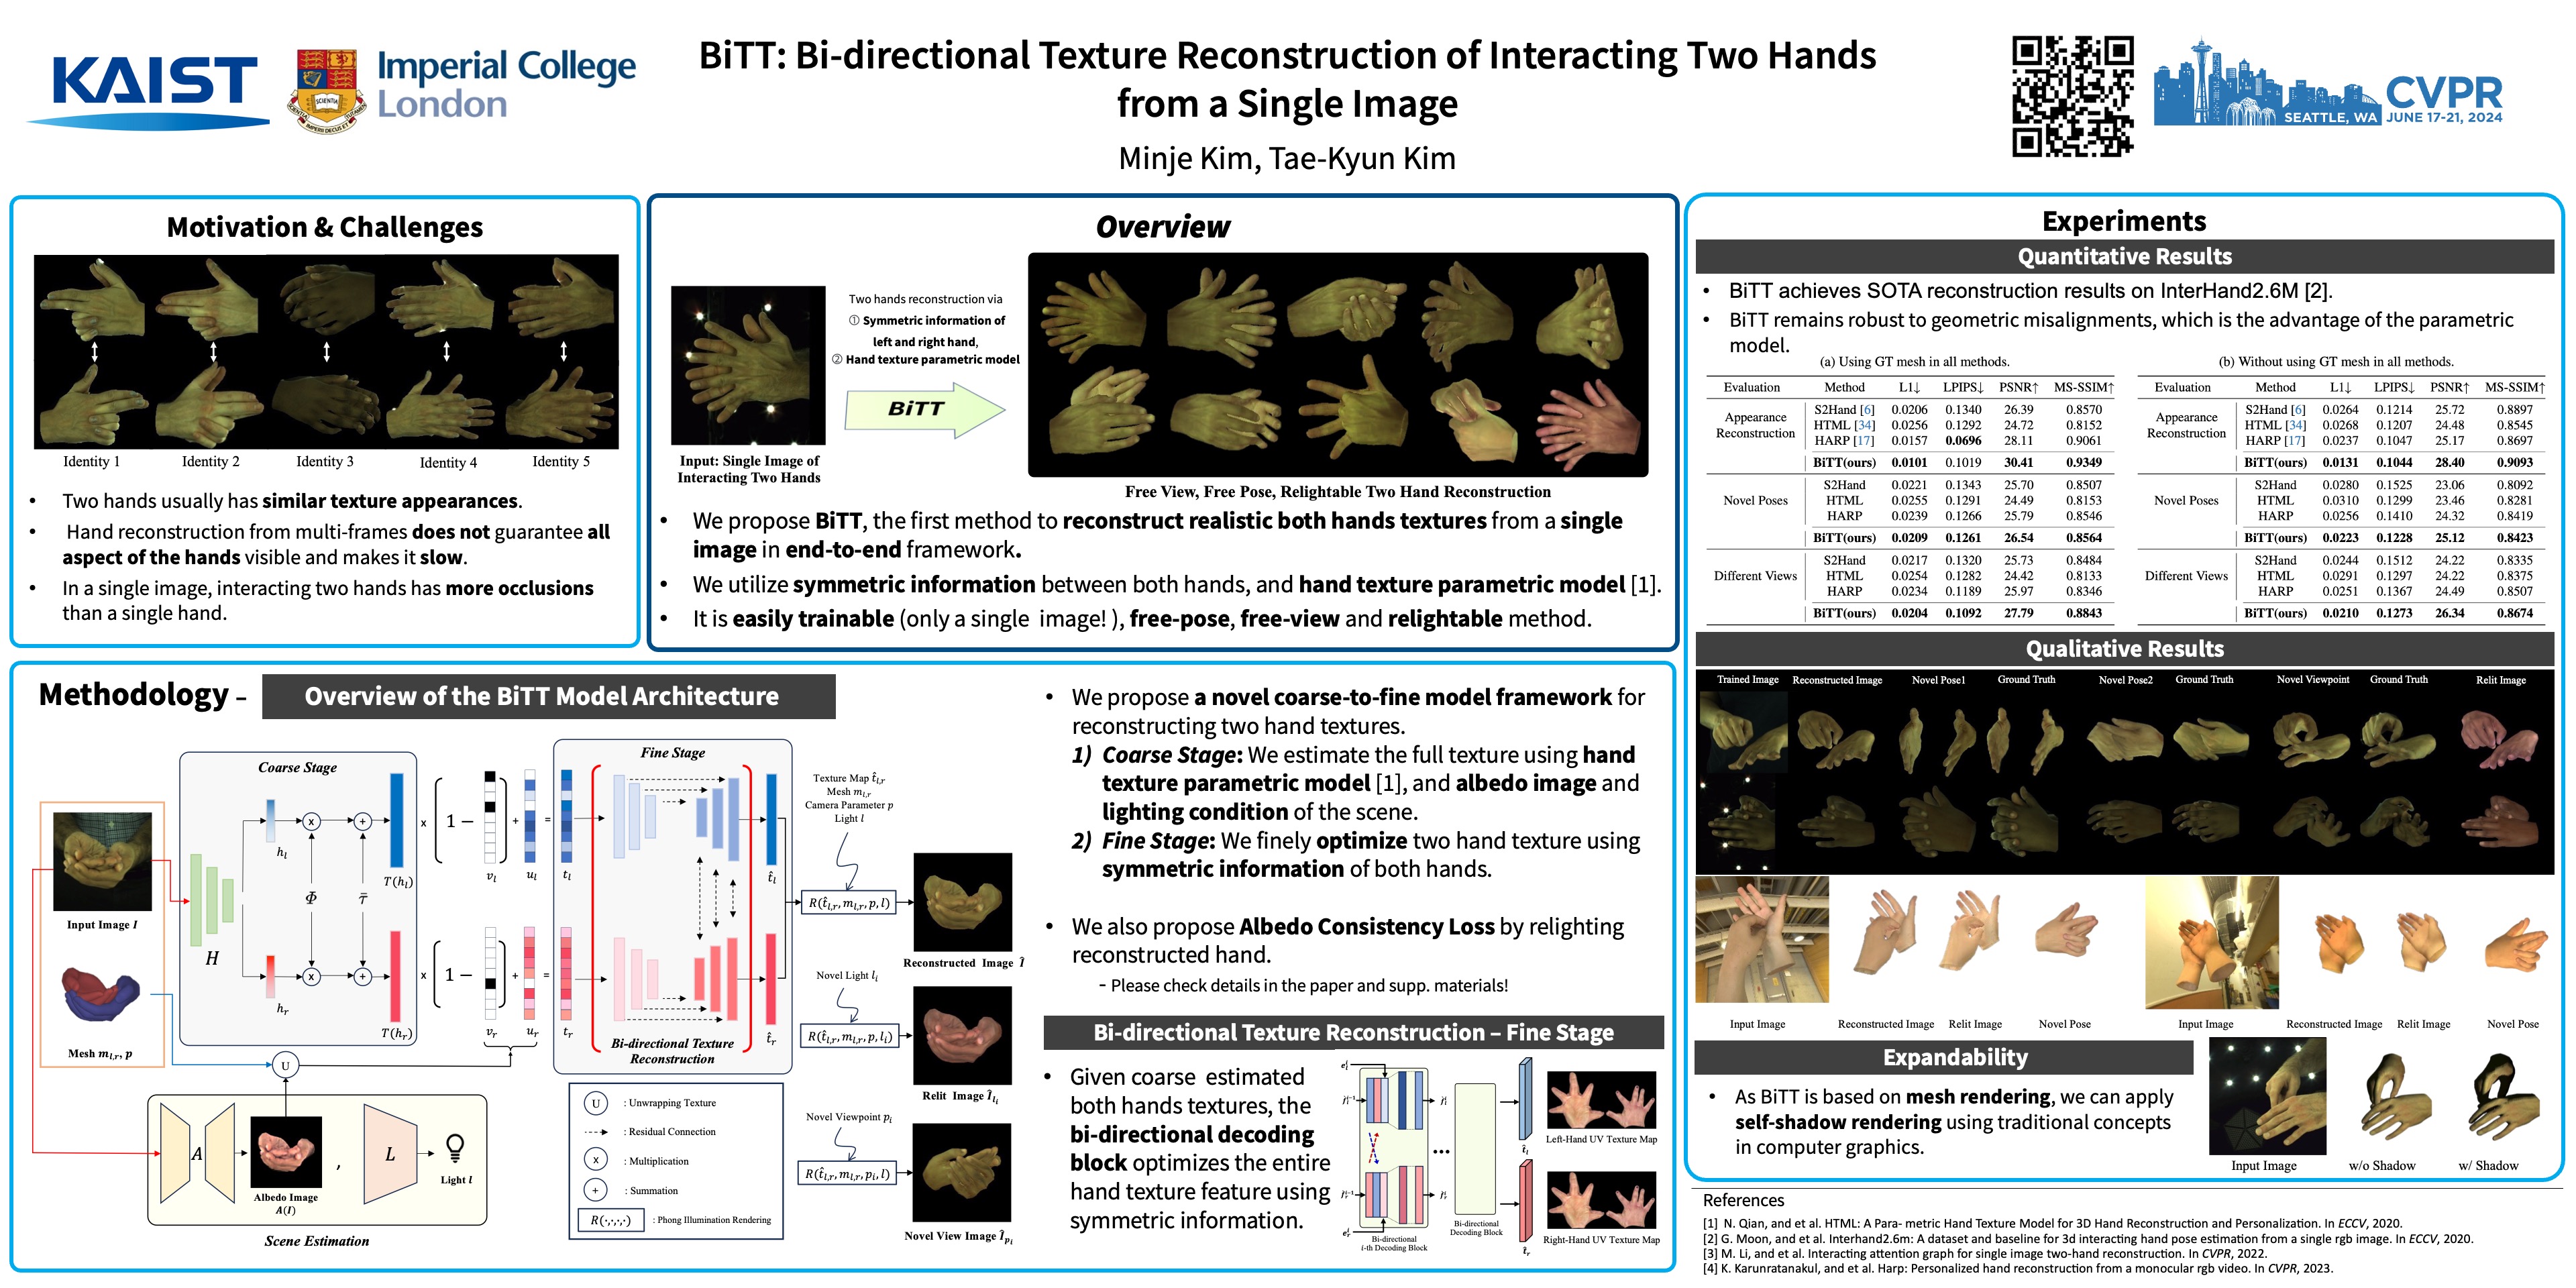 KAIST
Imperial College
London
BiTT: Bi-directional Texture Reconstruction of Interacting Two Hands
from a Single Image
Minje Kim, Tae-Kyun Kim
CVPR
SEATTLE, WA JUNE 17-21, 2024
Motivation & Challenges
Identity 1 Identity 2 Identity 3 Identity 4 Identity 5
• Two hands usually has similar texture appearances.
• Hand reconstruction from multi-frames does not guarantee all
aspect of the hands visible and makes it slow.
• In a single image, interacting two hands has more occlusions
than a single hand.
Overview
Two hands reconstruction via
① Symmetric information of
left and right hand,
② Hand texture parametric model
BiTT
Input: Single Image of
Interacting Two Hands
Free View, Free Pose, Relightable Two Hand Reconstruction
• We propose BiTT, the first method to reconstruct realistic both hands textures from a single
image in end-to-end framework.
• We utilize symmetric information between both hands, and hand texture parametric model [1].
• It is easily trainable (only a single image! ), free-pose, free-view and relightable method.
Methodology – Overview of the BiTT Model Architecture
Coarse Stage
Fine Stage
Input Image I
Mesh m_{l,r}, p
H
h_l
h_r
Φ
τ̄
x + x +
T(h_l)
T(h_r)
x ( 1 − ) + =
v_l u_l t_l
x ( 1 − ) + =
v_r u_r t_r
Bi-directional Texture
Reconstruction
t̂_l
t̂_r
Texture Map t̂_{l,r}
Mesh m_{l,r}
Camera Parameter p
Light l
R(t̂_{l,r}, m_{l,r}, p, l)
Reconstructed Image Î
Novel Light l_i
R(t̂_{l,r}, m_{l,r}, p, l_i)
Relit Image Î_{l_i}
Novel Viewpoint p_i
R(t̂_{l,r}, m_{l,r}, p_i, l)
Novel View Image Î_{p_i}
U
A
Albedo Image
A(I)
,
L
Light l
Scene Estimation
U : Unwrapping Texture
: Residual Connection
x : Multiplication
+ : Summation
R(·,·,·,·) : Phong Illumination Rendering
• We propose a novel coarse-to-fine model framework for
reconstructing two hand textures.
1) Coarse Stage: We estimate the full texture using hand
texture parametric model [1], and albedo image and
lighting condition of the scene.
2) Fine Stage: We finely optimize two hand texture using
symmetric information of both hands.
• We also propose Albedo Consistency Loss by relighting
reconstructed hand.
– Please check details in the paper and supp. materials!
Bi-directional Texture Reconstruction – Fine Stage
• Given coarse estimated
both hands textures, the
bi-directional decoding
block optimizes the entire
hand texture feature using
symmetric information.
Bi-directional
i-th Decoding Block
Bi-directional
Decoding Block
t̂_l
t̂_r
Left-Hand UV Texture Map
Right-Hand UV Texture Map
Experiments
Quantitative Results
• BiTT achieves SOTA reconstruction results on InterHand2.6M [2].
• BiTT remains robust to geometric misalignments, which is the advantage of the parametric
model.
(a) Using GT mesh in all methods.
Evaluation Method L1↓ LPIPS↓ PSNR↑ MS-SSIM↑
Appearance Reconstruction
S2Hand [6] 0.0206 0.1340 26.39 0.8570
HTML [34] 0.0256 0.1292 24.72 0.8152
HARP [17] 0.0157 0.0696 28.11 0.9061
BiTT(ours) 0.0101 0.1019 30.41 0.9349
Novel Poses
S2Hand 0.0221 0.1343 25.70 0.8507
HTML 0.0255 0.1291 24.49 0.8153
HARP 0.0239 0.1266 25.79 0.8546
BiTT(ours) 0.0209 0.1261 26.54 0.8564
Different Views
S2Hand 0.0217 0.1320 25.73 0.8484
HTML 0.0254 0.1282 24.42 0.8133
HARP 0.0234 0.1189 25.97 0.8346
BiTT(ours) 0.0204 0.1092 27.79 0.8843
(b) Without using GT mesh in all methods.
Evaluation Method L1↓ LPIPS↓ PSNR↑ MS-SSIM↑
Appearance Reconstruction
S2Hand [6] 0.0264 0.1214 25.72 0.8897
HTML [34] 0.0268 0.1207 24.48 0.8545
HARP [17] 0.0237 0.1047 25.17 0.8697
BiTT(ours) 0.0131 0.1044 28.40 0.9093
Novel Poses
S2Hand 0.0280 0.1525 23.06 0.8092
HTML 0.0310 0.1299 23.46 0.8281
HARP 0.0256 0.1410 24.32 0.8419
BiTT(ours) 0.0223 0.1228 25.12 0.8423
Different Views
S2Hand 0.0244 0.1512 24.22 0.8335
HTML 0.0291 0.1297 24.22 0.8375
HARP 0.0251 0.1367 24.49 0.8507
BiTT(ours) 0.0210 0.1273 26.34 0.8674
Qualitative Results
Trained Image Reconstructed Image Novel Pose1 Ground Truth Novel Pose2 Ground Truth Novel Viewpoint Ground Truth Relit Image
Input Image Reconstructed Image Relit Image Novel Pose Input Image Reconstructed Image Relit Image Novel Pose
Expandability
• As BiTT is based on mesh rendering, we can apply
self-shadow rendering using traditional concepts
in computer graphics.
Input Image w/o Shadow w/ Shadow
References
[1] N. Qian, and et al. HTML: A Para- metric Hand Texture Model for 3D Hand Reconstruction and Personalization. In ECCV, 2020.
[2] G. Moon, and et al. Interhand2.6m: A dataset and baseline for 3d interacting hand pose estimation from a single rgb image. In ECCV, 2020.
[3] M. Li, and et al. Interacting attention graph for single image two-hand reconstruction. In CVPR, 2022.
[4] K. Karunratanakul, and et al. Harp: Personalized hand reconstruction from a monocular rgb video. In CVPR, 2023.